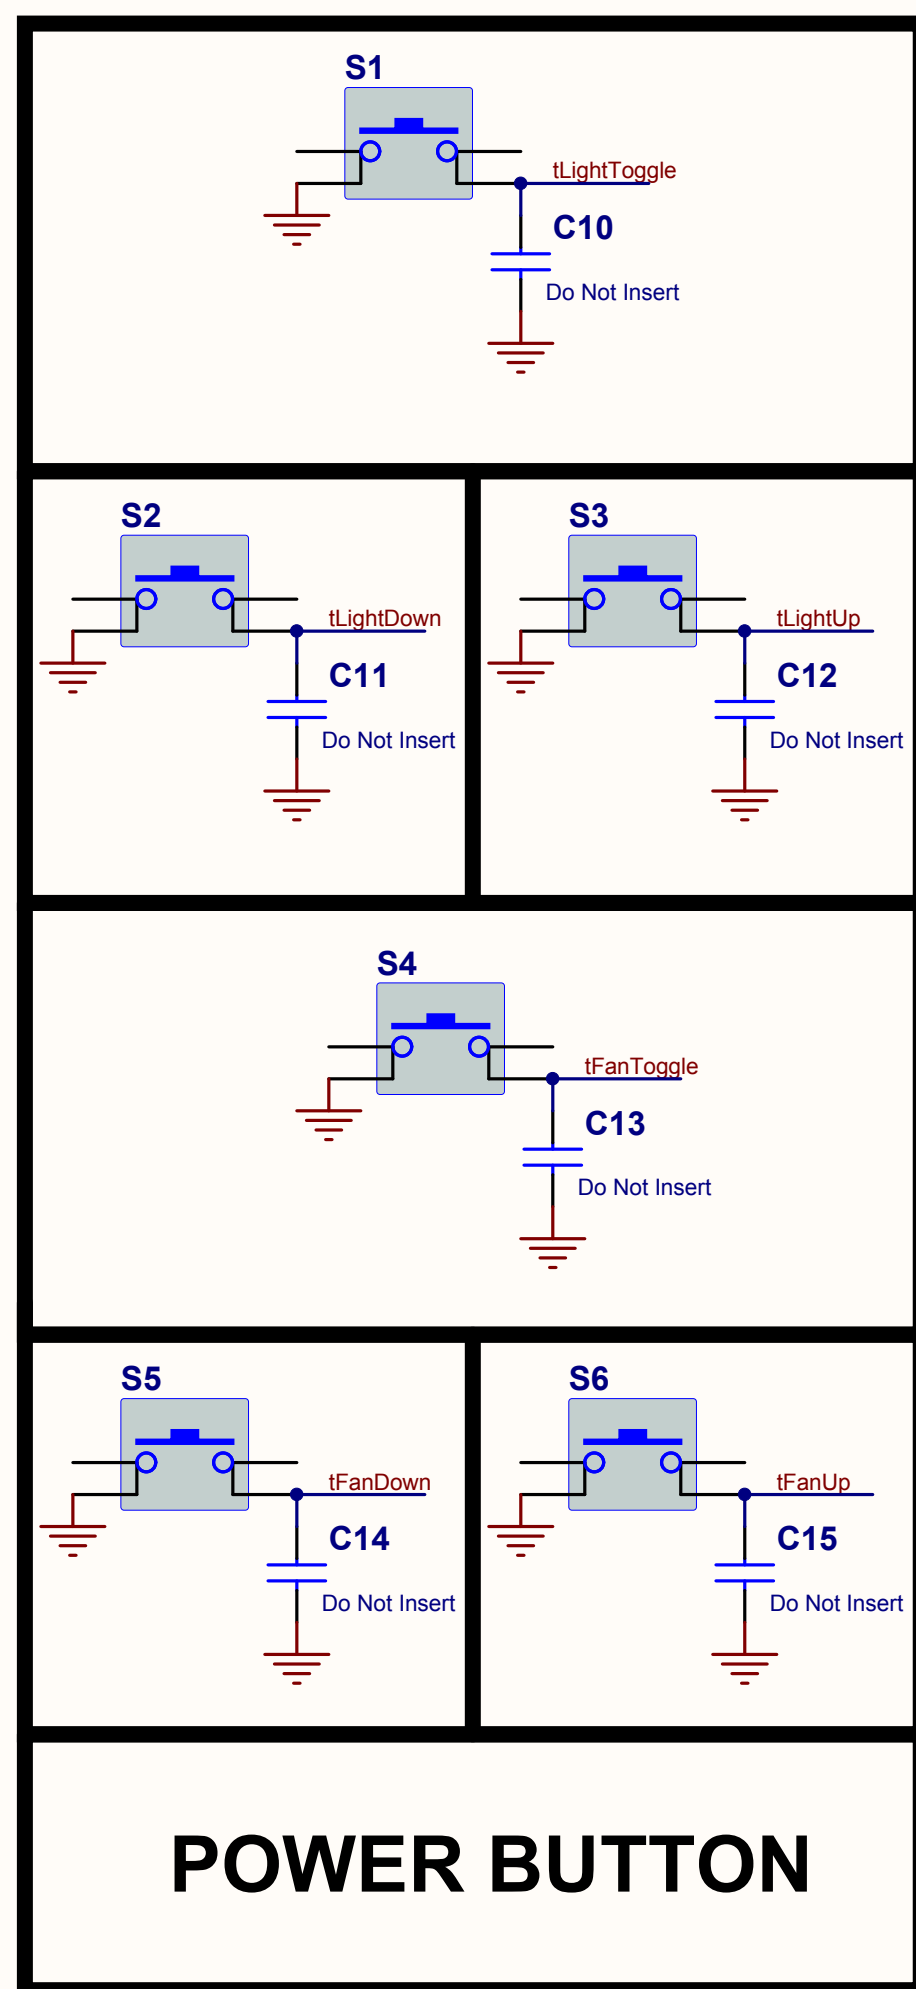 S1
tLightToggle
C10
Do Not Insert
S2
tLightDown
C11
Do Not Insert
S3
tLightUp
C12
Do Not Insert
S4
tFanToggle
C13
Do Not Insert
S5
tFanDown
C14
Do Not Insert
S6
tFanUp
C15
Do Not Insert
POWER BUTTON